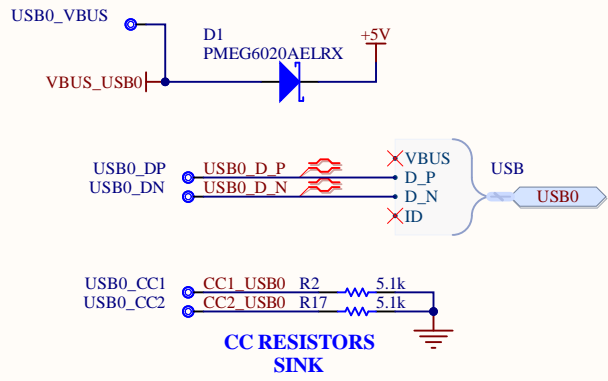 USB0_VBUS
D1
PMEG6020AELRX
+5V
VBUS_USB0
VBUS
USB0_DP
USB0_D_P
D_P
USB
USB0_DN
USB0_D_N
D_N
USB0
ID
USB0_CC1
CC1_USB0
R2
5.1k
USB0_CC2
CC2_USB0
R17
5.1k
CC RESISTORS
SINK